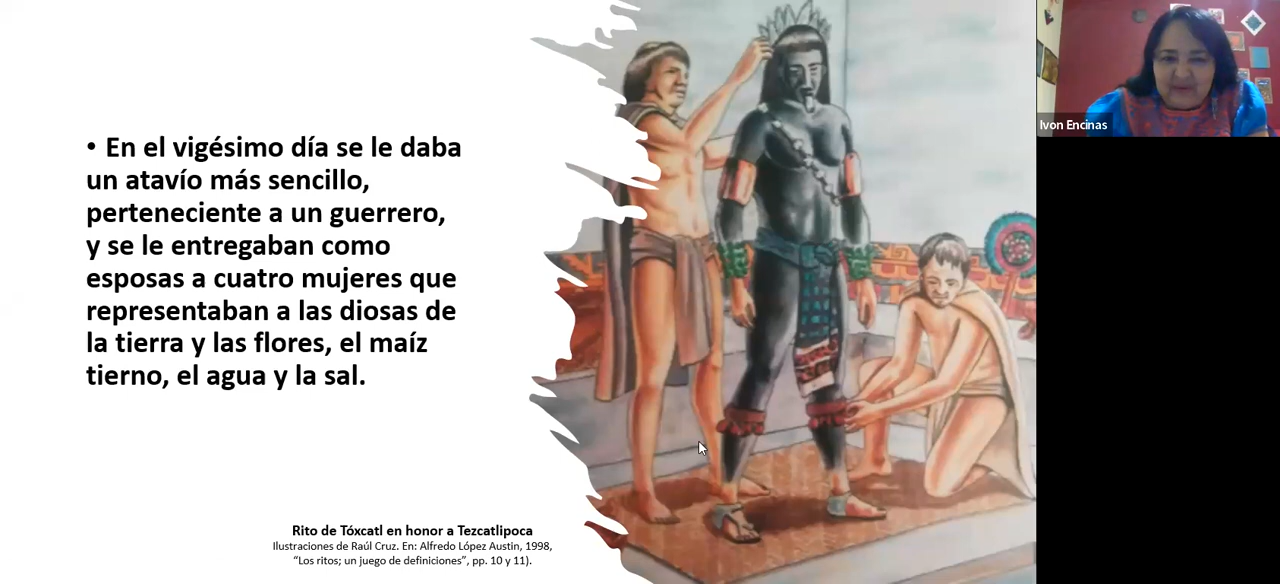 • En el vigésimo día se le daba
un atavío más sencillo,
perteneciente a un guerrero,
y se le entregaban como
esposas a cuatro mujeres que
representaban a las diosas de
la tierra y las flores, el maíz
tierno, el agua y la sal.
Rito de Tóxcatl en honor a Tezcatlipoca
Ilustraciones de Raúl Cruz. En: Alfredo López Austin, 1998,
“Los ritos; un juego de definiciones”, pp. 10 y 11).
Ivon Encinas